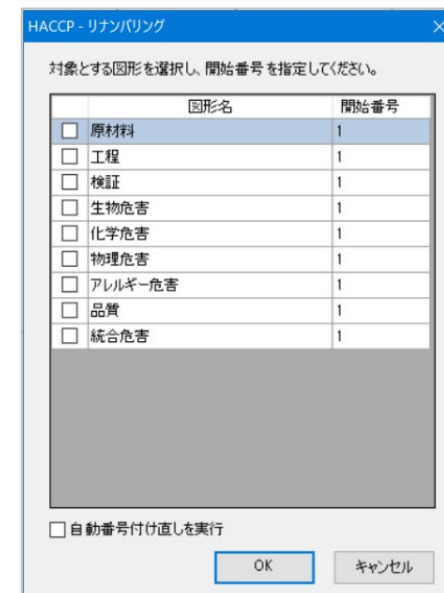 HACCP - リナンバリング
対象とする図形を選択し、開始番号を指定してください。
図形名 開始番号
原材料 1
工程 1
検証 1
生物危害 1
化学危害 1
物理危害 1
アレルギー危害 1
品質 1
統合危害 1
自動番号付け直しを実行
OK キャンセル